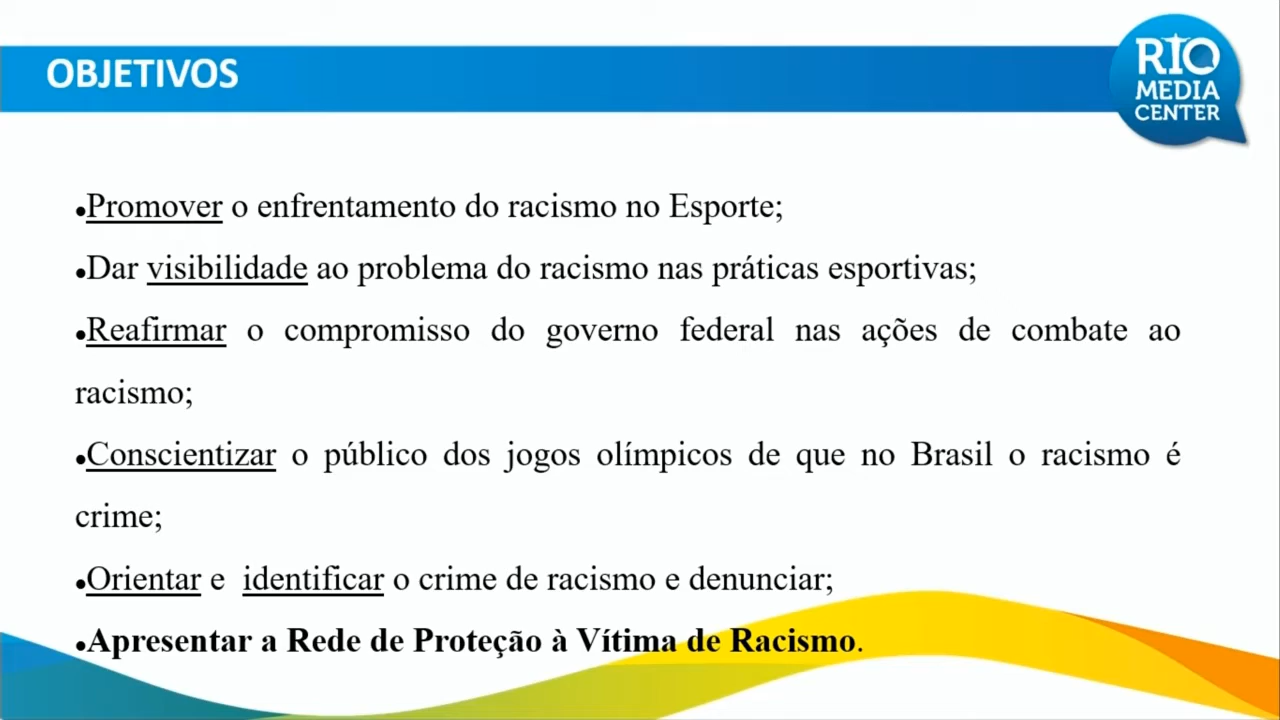 OBJETIVOS
RIO
MEDIA
CENTER
•Promover o enfrentamento do racismo no Esporte;
•Dar visibilidade ao problema do racismo nas práticas esportivas;
•Reafirmar o compromisso do governo federal nas ações de combate ao
racismo;
•Conscientizar o público dos jogos olímpicos de que no Brasil o racismo é
crime;
•Orientar e identificar o crime de racismo e denunciar;
•Apresentar a Rede de Proteção à Vítima de Racismo.